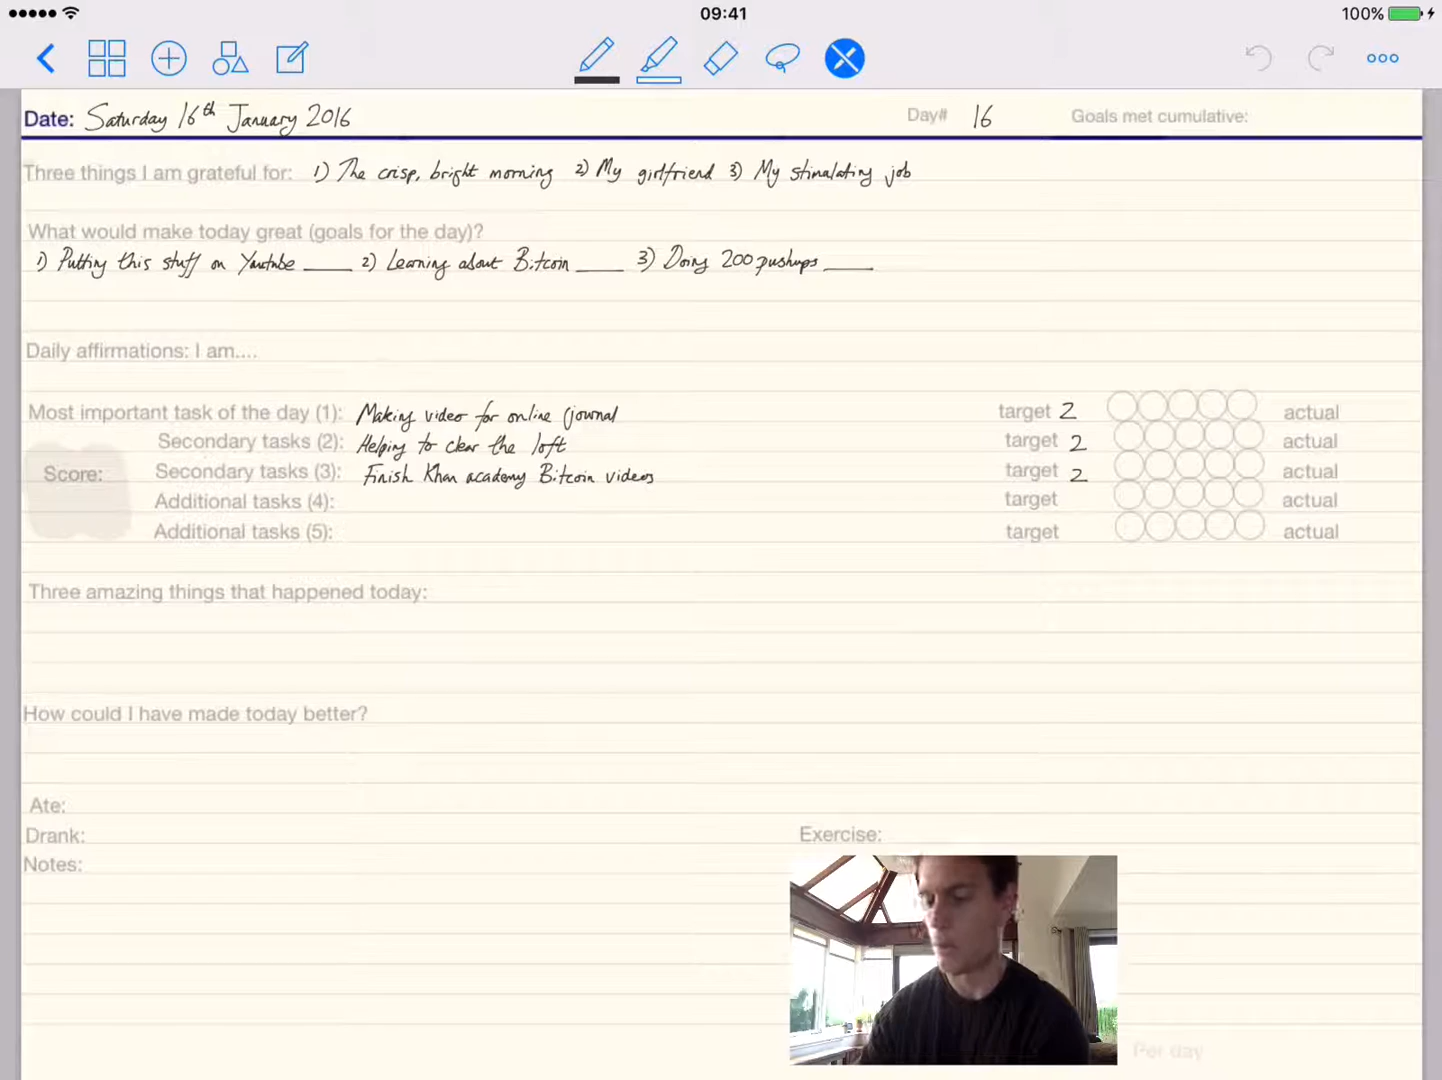 09:41
100%
Date: Saturday 16th January 2016 Day# 16 Goals met cumulative:
Three things I am grateful for: 1) The crisp, bright morning 2) My girlfriend 3) My stimulating job
What would make today great (goals for the day)?
1) Putting this stuff on Youtube ____ 2) Learning about Bitcoin ____ 3) Doing 200 pushups ____
Daily affirmations: I am....
Most important task of the day (1): Making video for online journal target 2 actual
Secondary tasks (2): Helping to clear the loft target 2 actual
Score: Secondary tasks (3): Finish Khan academy Bitcoin videos target 2 actual
Additional tasks (4): target actual
Additional tasks (5): target actual
Three amazing things that happened today:
How could I have made today better?
Ate:
Drank: Exercise:
Notes:
Per day